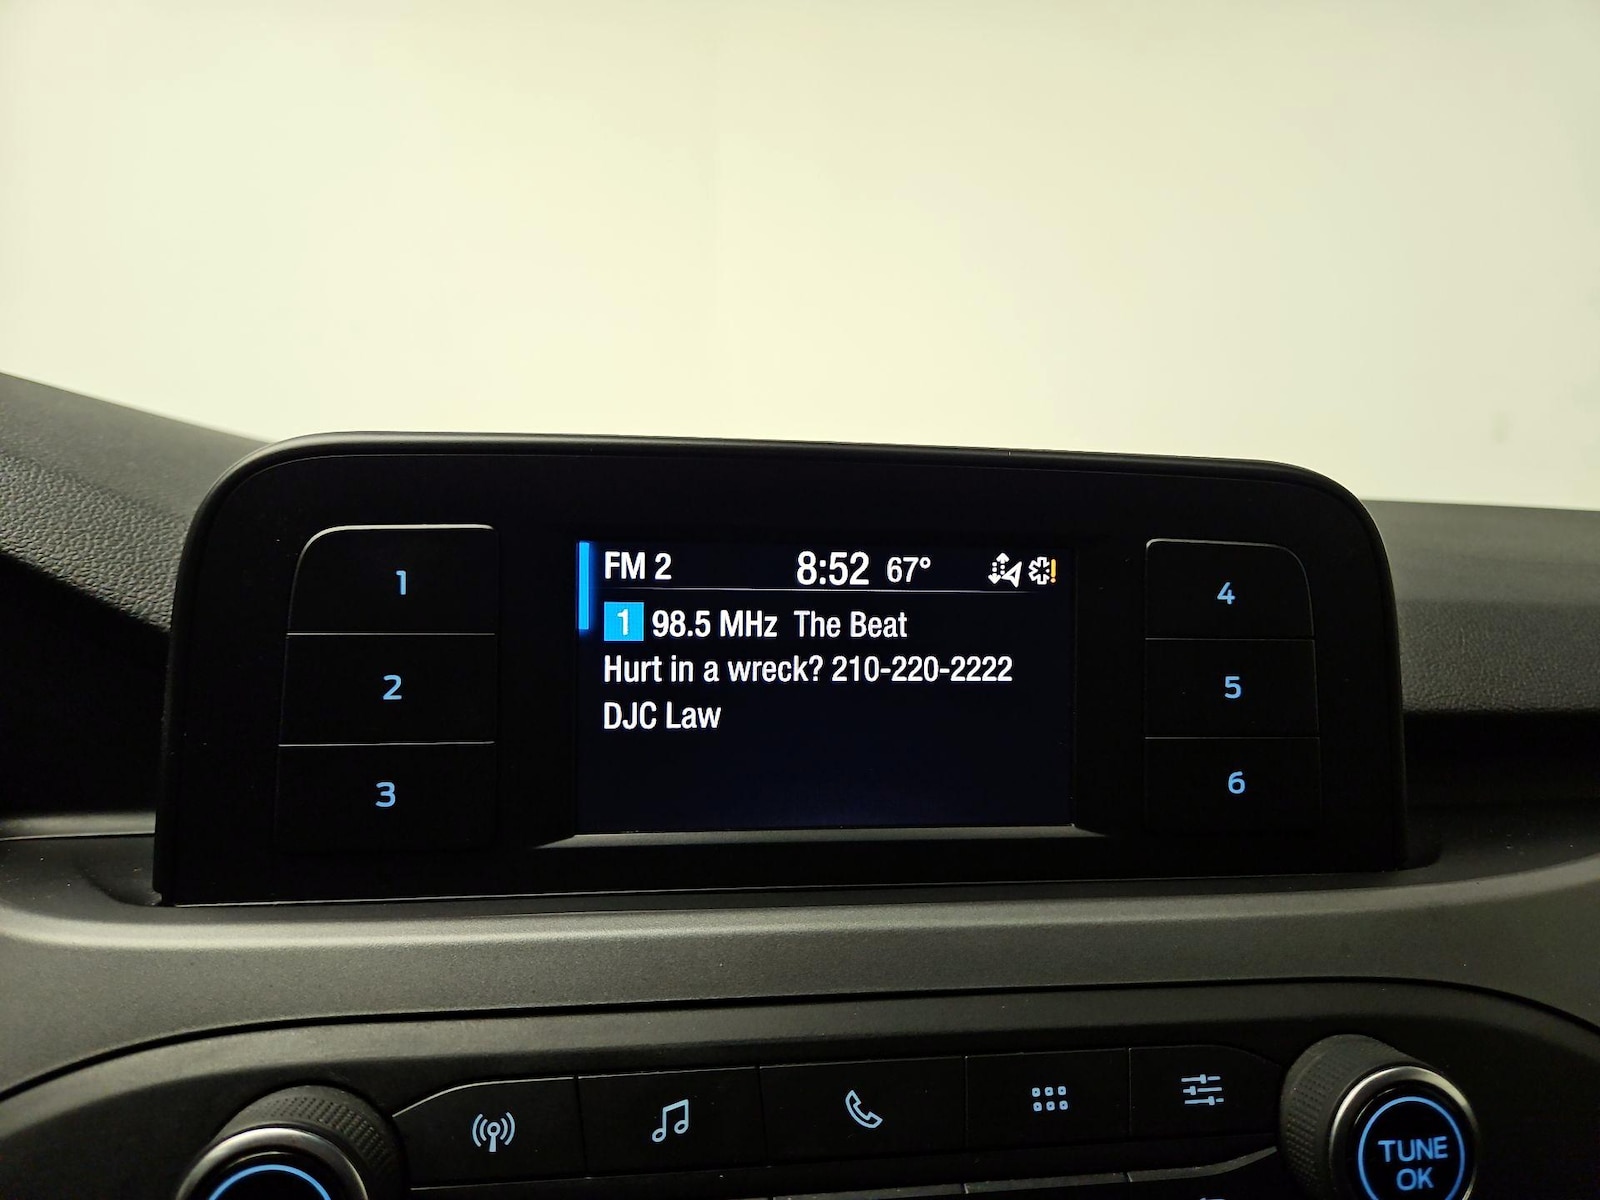 FM 2 8:52 67°
1 98.5 MHz The Beat
Hurt in a wreck? 210-220-2222
DJC Law
1
2
3
4
5
6
TUNE
OK